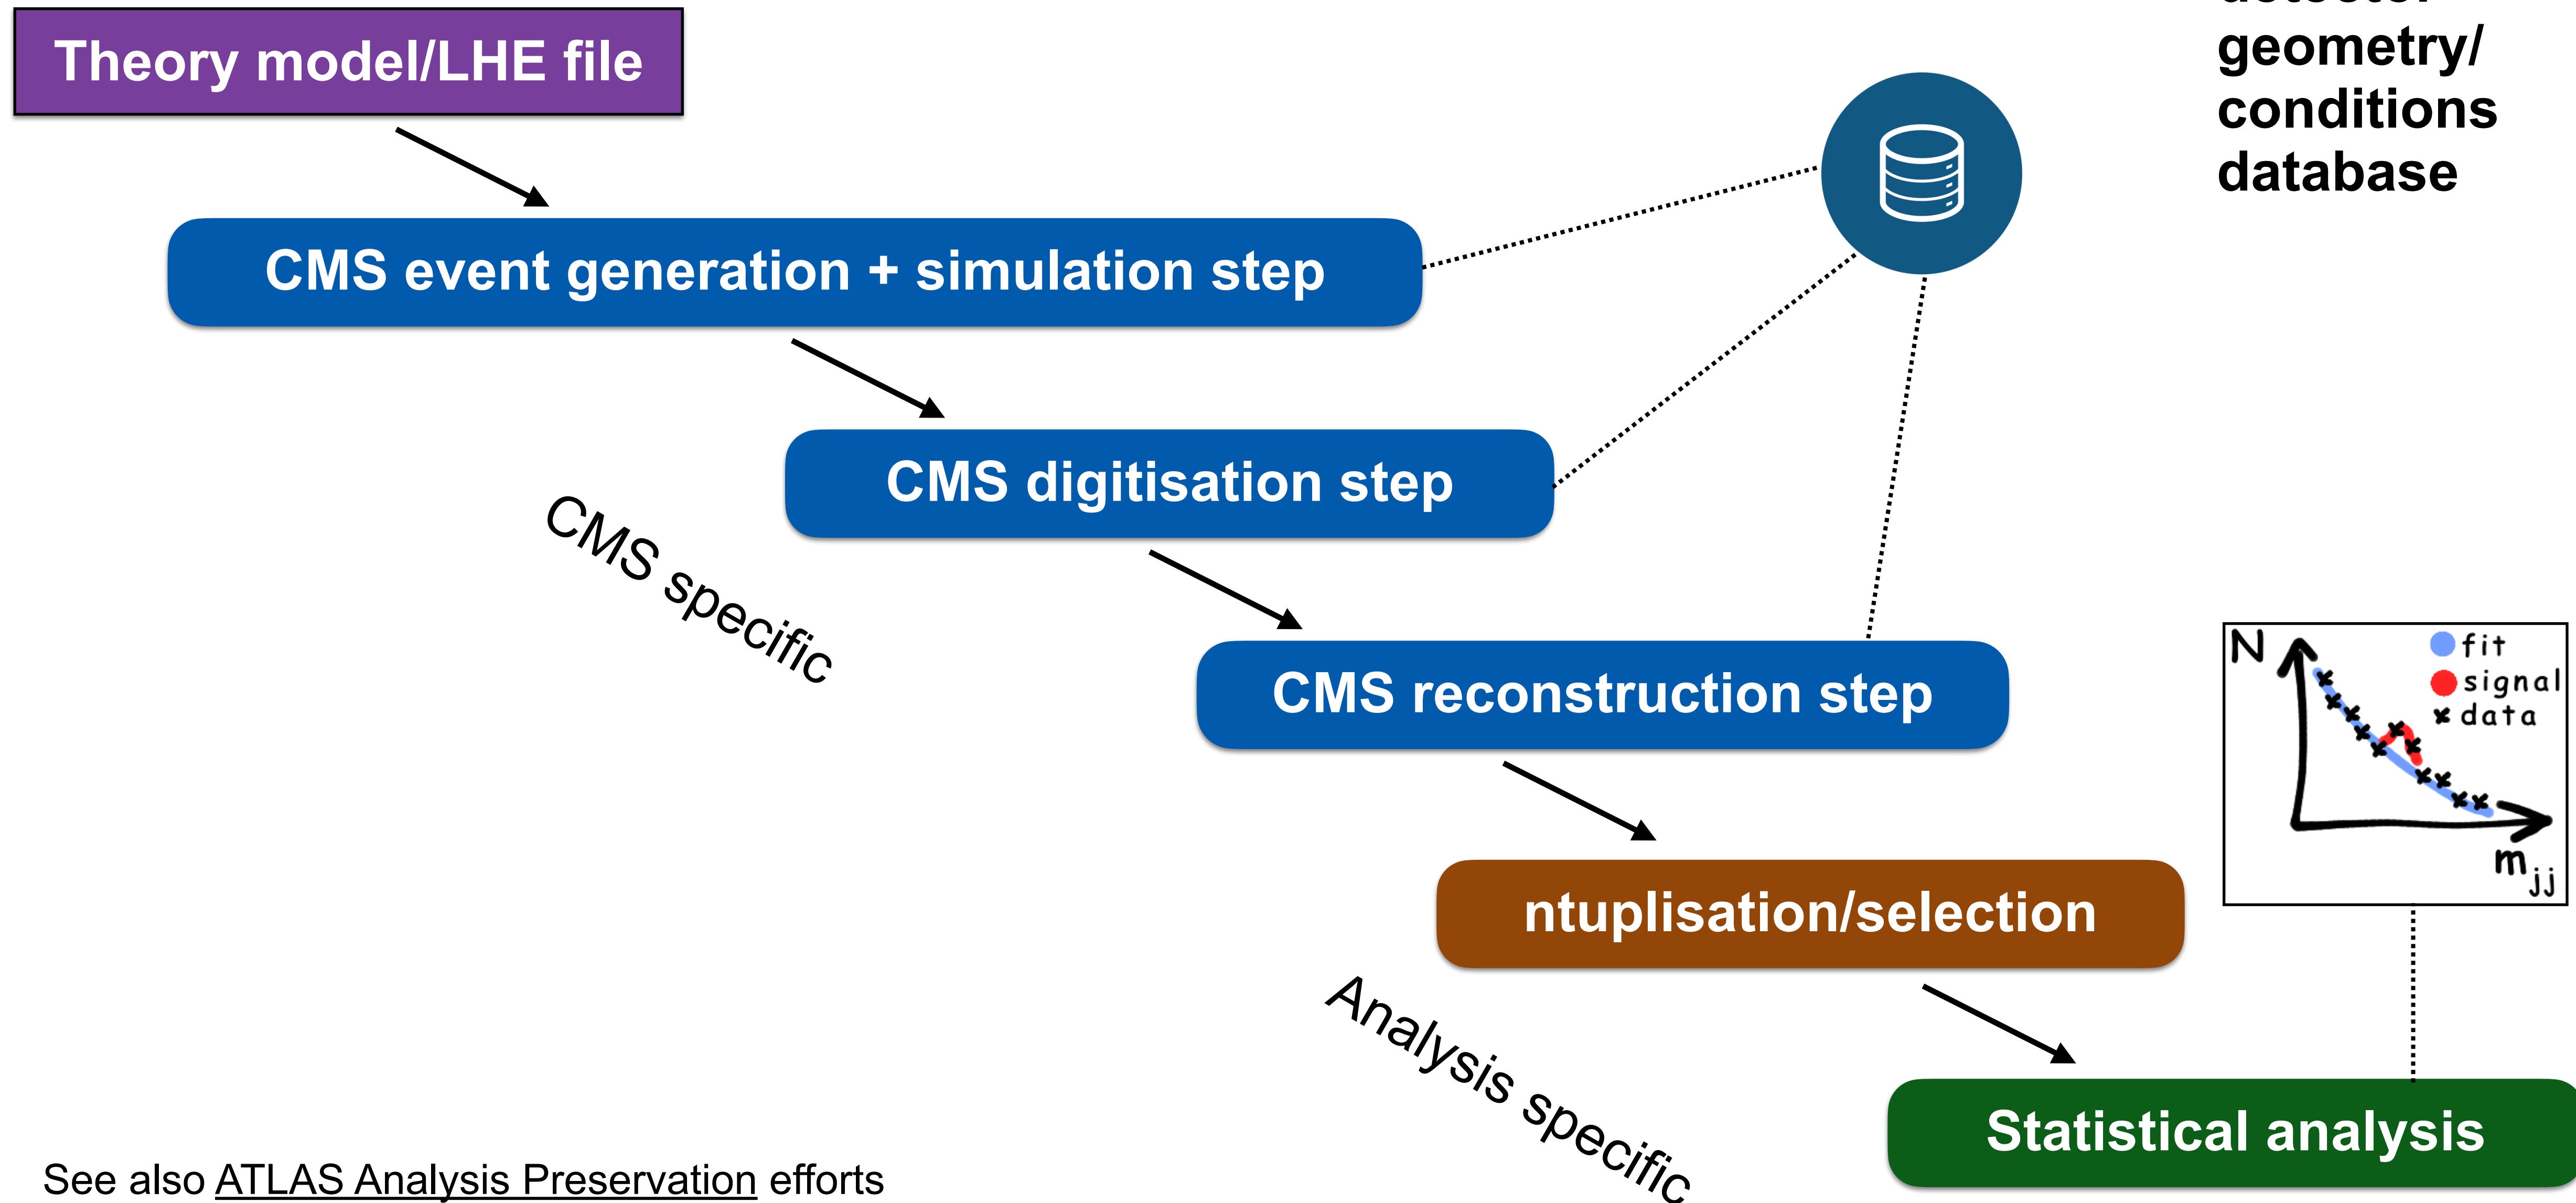 Theory model/LHE file
detector
geometry/
conditions
database
CMS event generation + simulation step
CMS digitisation step
CMS specific
CMS reconstruction step
N
fit
signal
data
m jj
ntuplisation/selection
Analysis specific
Statistical analysis
See also ATLAS Analysis Preservation efforts